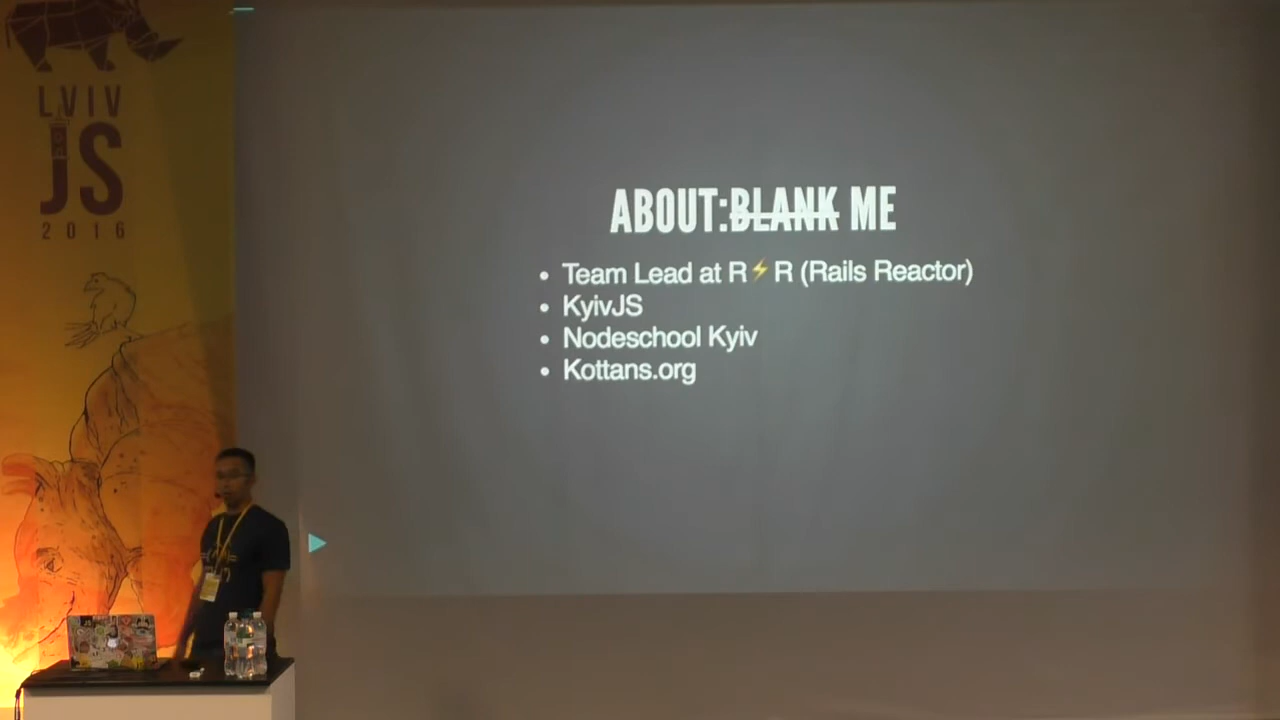 LVIV
JS
2016
ABOUT:BLANK ME
• Team Lead at R⚡R (Rails Reactor)
• KyivJS
• Nodeschool Kyiv
• Kottans.org